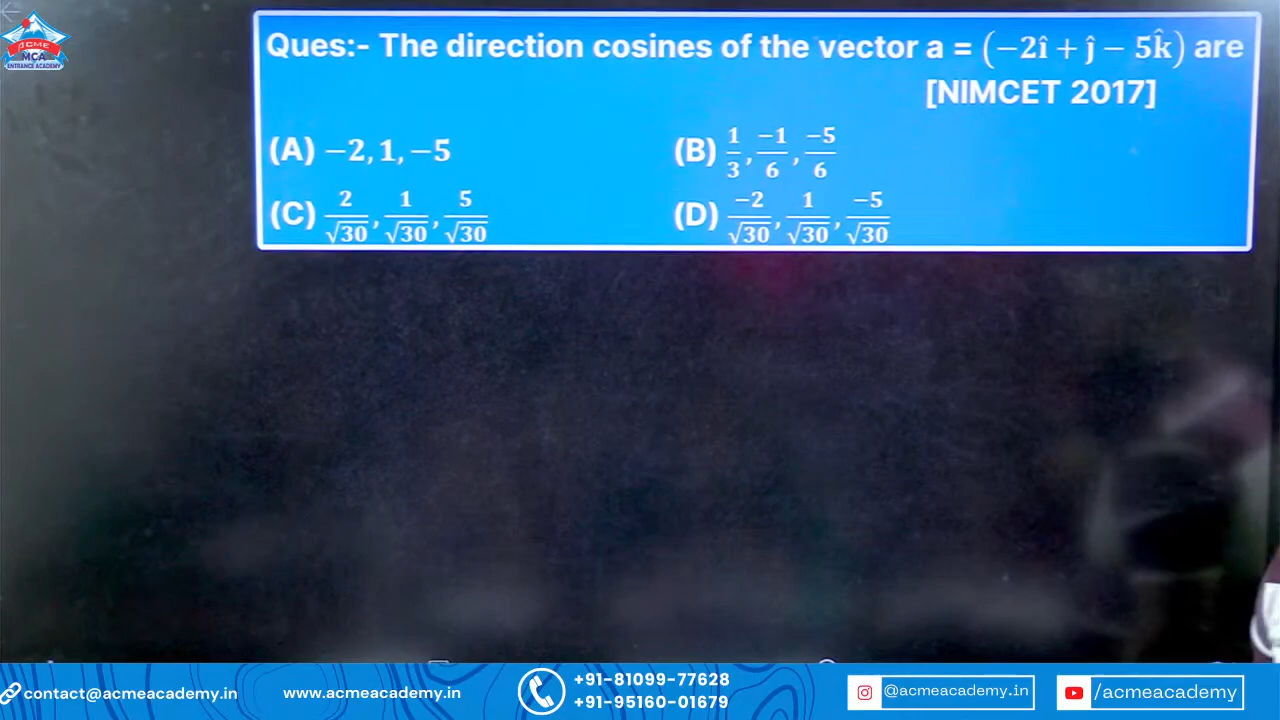 ACME
MCA
ENTRANCE ACADEMY
Ques:- The direction cosines of the vector a = (−2î + ĵ − 5k̂) are
[NIMCET 2017]
(A) −2, 1, −5
(B) 1/3, −1/6, −5/6
(C) 2/√30, 1/√30, 5/√30
(D) −2/√30, 1/√30, −5/√30
contact@acmeacademy.in
www.acmeacademy.in
+91-81099-77628
+91-95160-01679
@acmeacademy.in
/acmeacademy